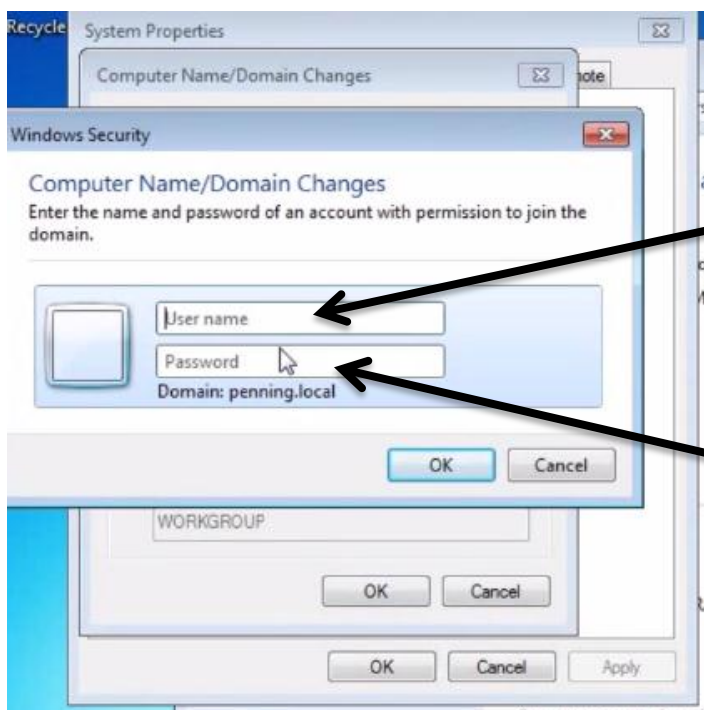 Recycle
System Properties
Computer Name/Domain Changes
Windows Security
Computer Name/Domain Changes
Enter the name and password of an account with permission to join the
domain.
User name
Password
Domain: penning.local
OK
Cancel
WORKGROUP
OK
Cancel
OK
Cancel
Apply